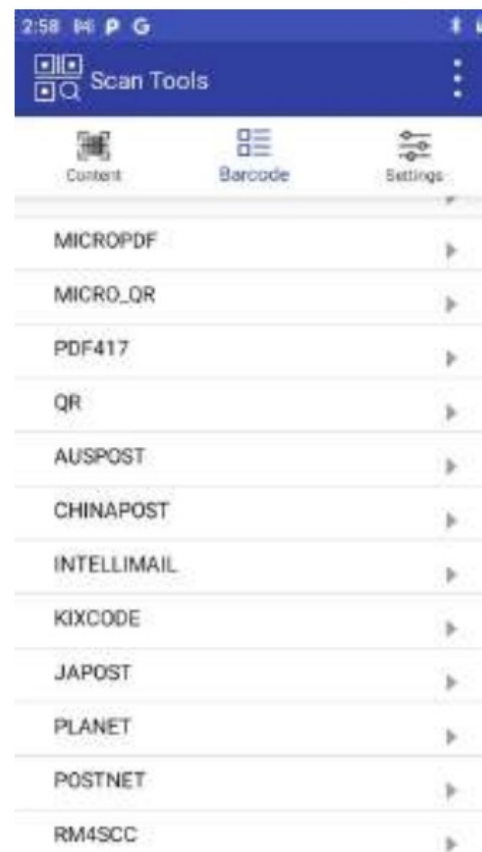 2:58 M P G
Scan Tools
Content Barcode Settings
MICROPDF
MICRO_QR
PDF417
QR
AUSPOST
CHINAPOST
INTELLIMAIL
KIXCODE
JAPOST
PLANET
POSTNET
RM4SCC